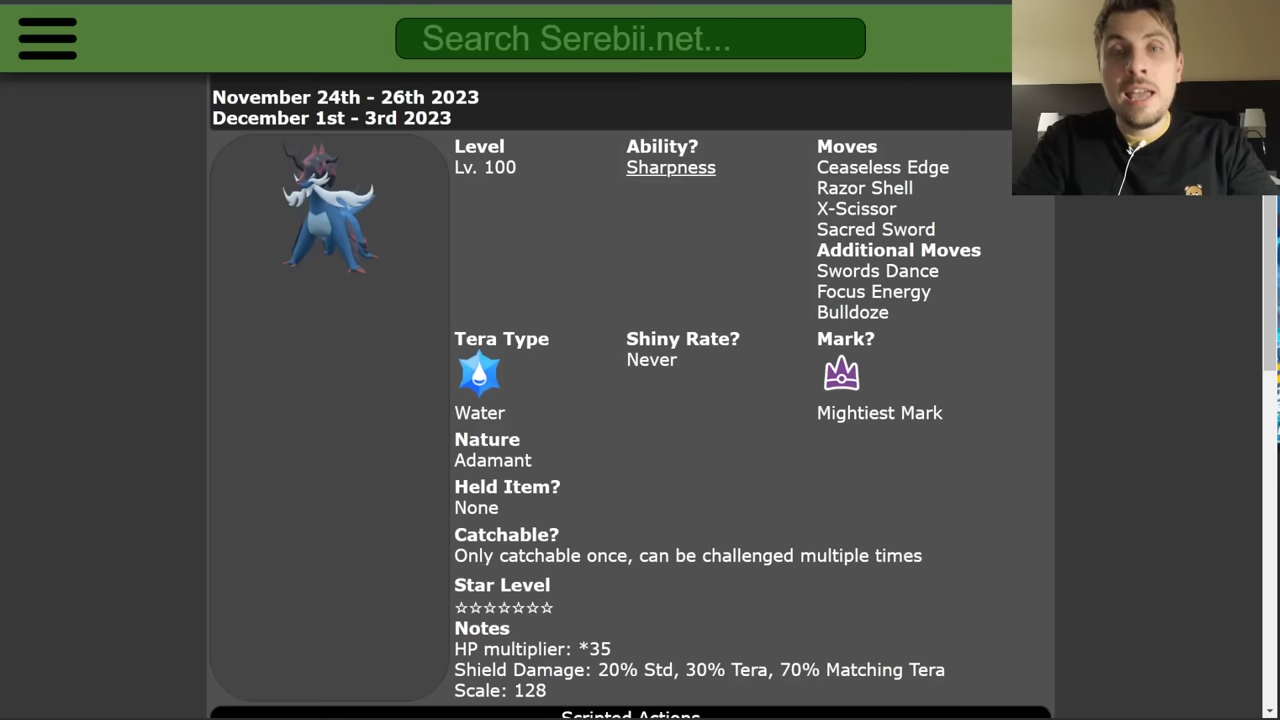 Search Serebii.net...
November 24th - 26th 2023
December 1st - 3rd 2023
Level
Lv. 100
Ability?
Sharpness
Moves
Ceaseless Edge
Razor Shell
X-Scissor
Sacred Sword
Additional Moves
Swords Dance
Focus Energy
Bulldoze
Tera Type
Water
Shiny Rate?
Never
Mark?
Mightiest Mark
Nature
Adamant
Held Item?
None
Catchable?
Only catchable once, can be challenged multiple times
Star Level
☆☆☆☆☆☆☆
Notes
HP multiplier: *35
Shield Damage: 20% Std, 30% Tera, 70% Matching Tera
Scale: 128
Scripted Actions